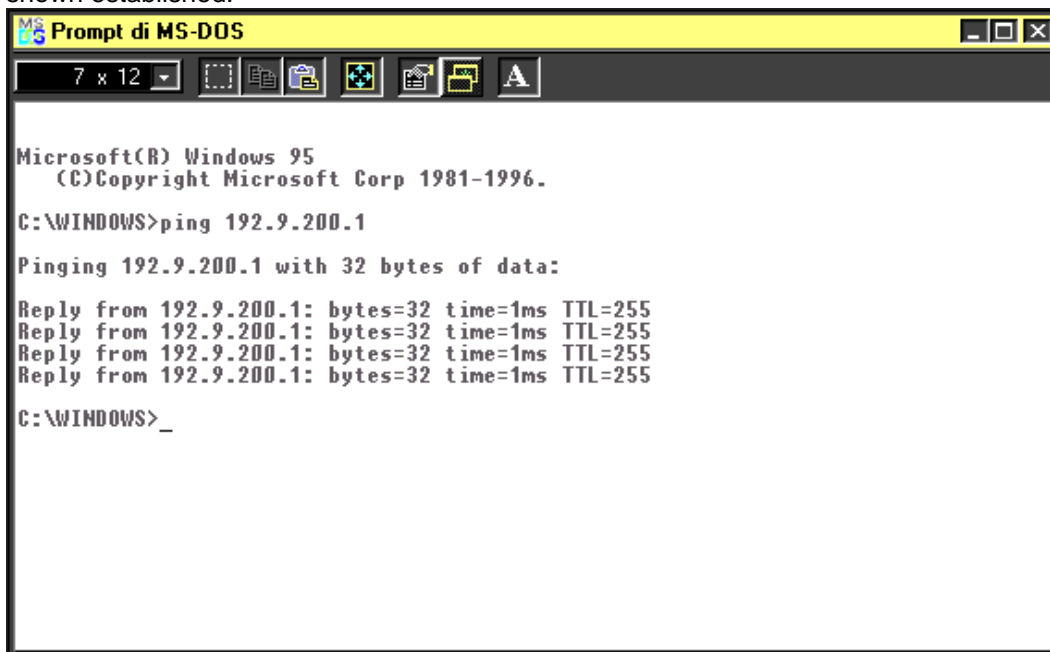 shown established.
MS DOS Prompt di MS-DOS
7 x 12
A
Microsoft(R) Windows 95
(C)Copyright Microsoft Corp 1981-1996.
C:\WINDOWS>ping 192.9.200.1
Pinging 192.9.200.1 with 32 bytes of data:
Reply from 192.9.200.1: bytes=32 time=1ms TTL=255
Reply from 192.9.200.1: bytes=32 time=1ms TTL=255
Reply from 192.9.200.1: bytes=32 time=1ms TTL=255
Reply from 192.9.200.1: bytes=32 time=1ms TTL=255
C:\WINDOWS>_